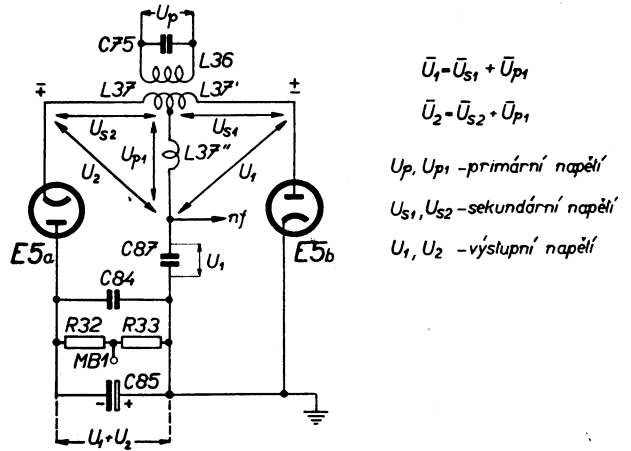 Up
C75
L36
L37 L37'
∓ ±
Us2 Us1
Up1
U2 U1
L37"
nf
E5a E5b
C87
U1
C84
R32 R33
MB1
C85
- +
U1+U2
Ū1=Ūs1 + Ūp1
Ū2=Ūs2 + Ūp1
Up, Up1 -primární napětí
Us1, Us2 -sekundární napětí
U1, U2 -výstupní napětí